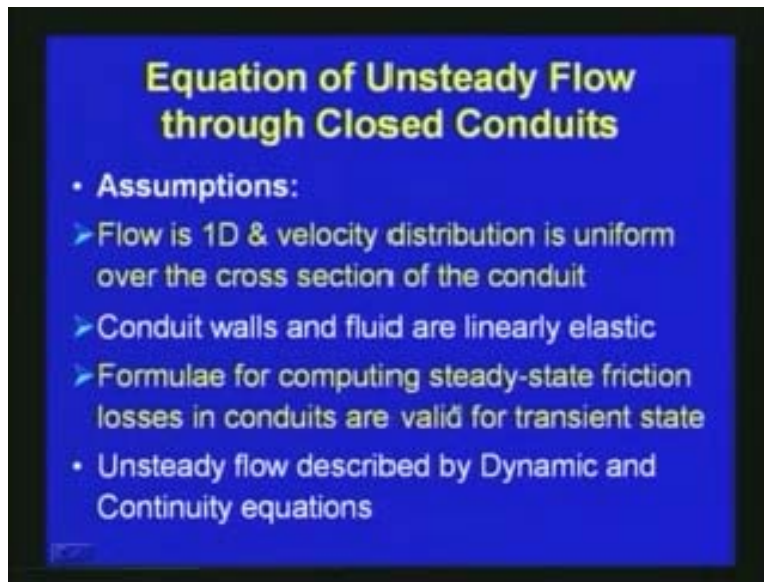 Equation of Unsteady Flow
through Closed Conduits
• Assumptions:
➢Flow is 1D & velocity distribution is uniform
over the cross section of the conduit
➢Conduit walls and fluid are linearly elastic
➢Formulae for computing steady-state friction
losses in conduits are valid for transient state
• Unsteady flow described by Dynamic and
Continuity equations